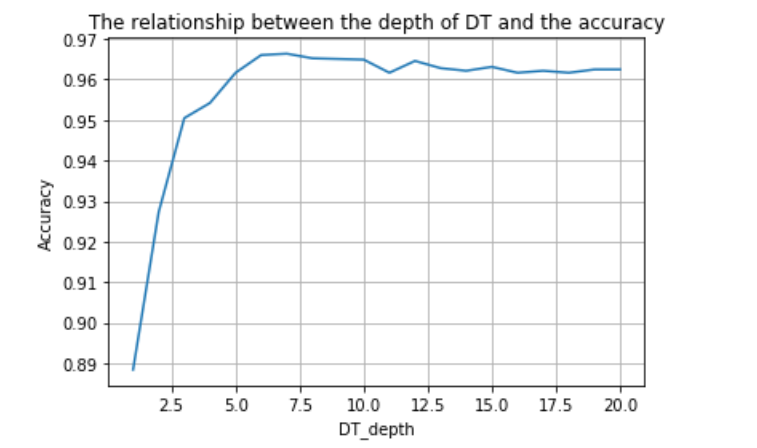 The relationship between the depth of DT and the accuracy
0.97
0.96
0.95
0.94
0.93
0.92
0.91
0.90
0.89
Accuracy
2.5 5.0 7.5 10.0 12.5 15.0 17.5 20.0
DT_depth